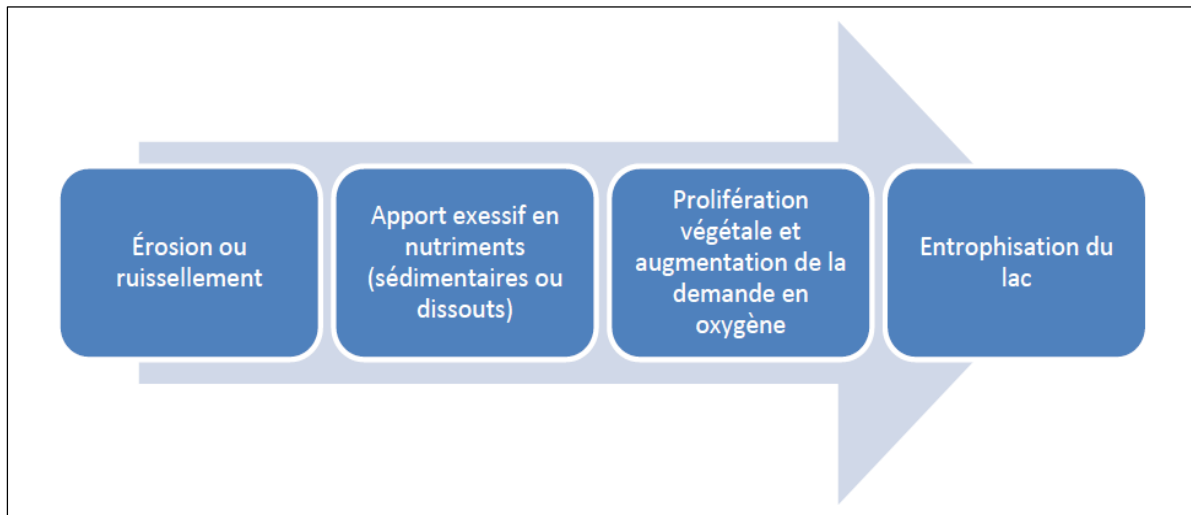 Érosion ou
ruissellement
Apport exessif en
nutriments
(sédimentaires ou
dissouts)
Prolifération
végétale et
augmentation de la
demande en
oxygène
Entrophisation du
lac